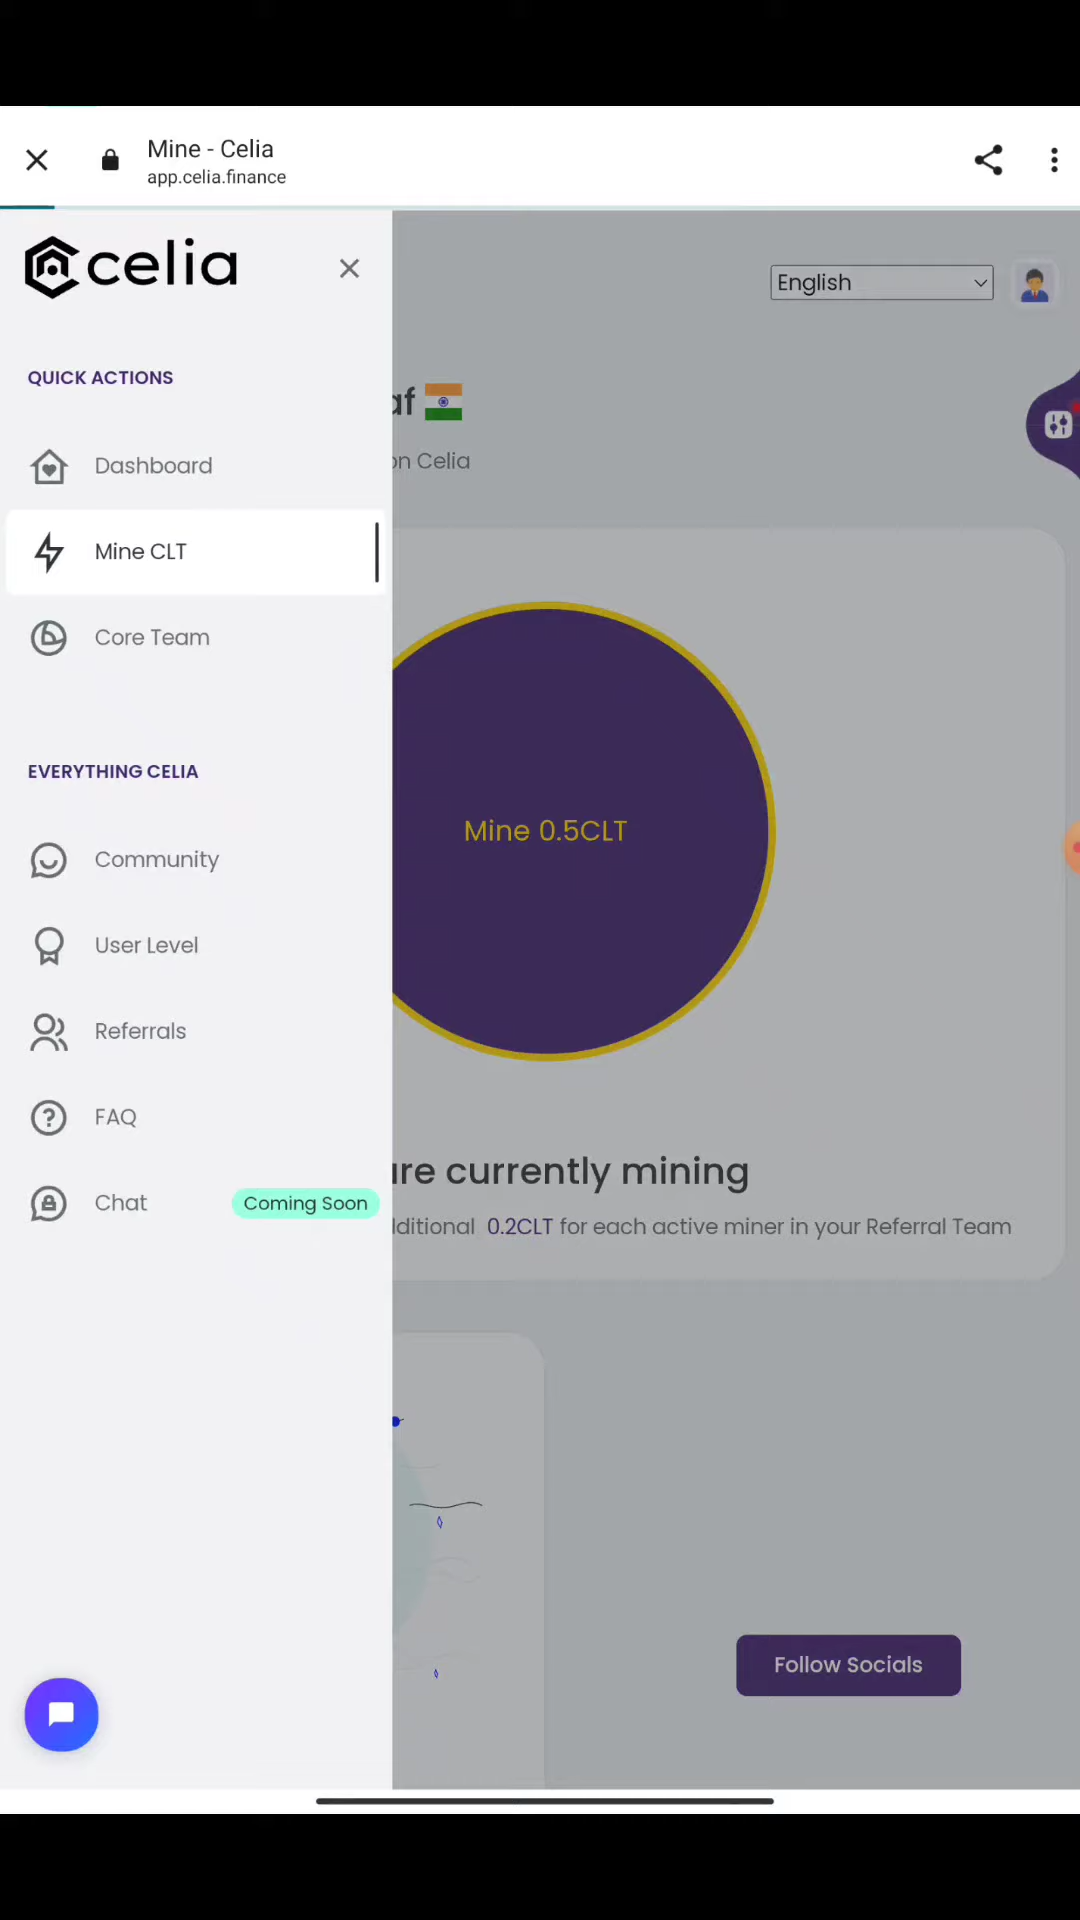 Mine - Celia
app.celia.finance
celia
English
QUICK ACTIONS
af
on Celia
Dashboard
Mine CLT
Core Team
EVERYTHING CELIA
Mine 0.5CLT
Community
User Level
Referrals
FAQ
re currently mining
Chat
Coming Soon
ditional 0.2CLT for each active miner in your Referral Team
Follow Socials